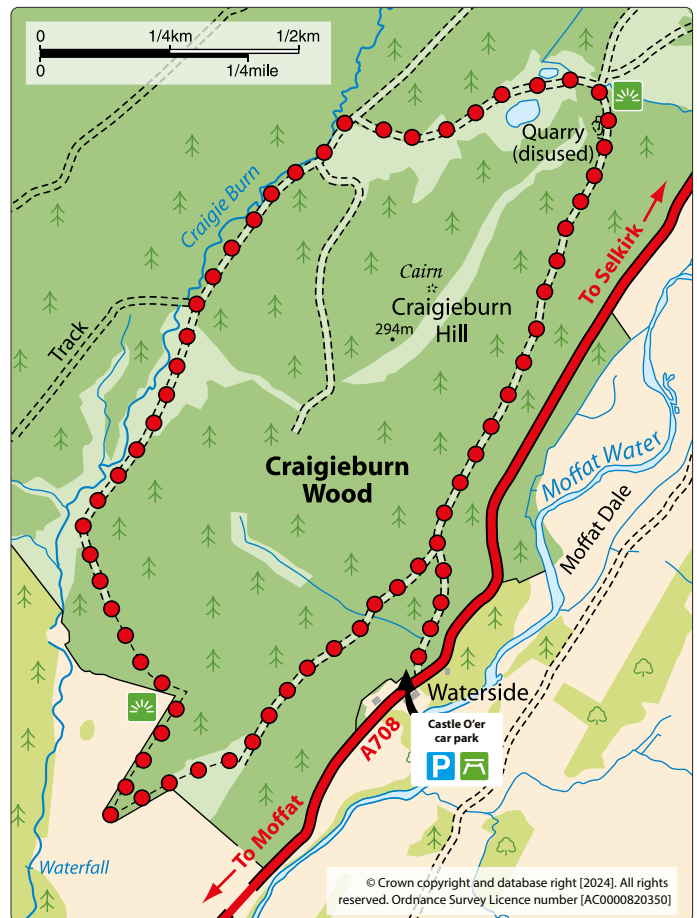 0 1/4km 1/2km
0 1/4mile
Craigie Burn
Quarry
(disused)
To Selkirk
Cairn
Craigieburn
Hill
294m
Track
Craigieburn
Wood
Moffat Water
Moffat Dale
Waterside
Castle O'er
car park
P
A708
To Moffat
Waterfall
© Crown copyright and database right [2024]. All rights
reserved. Ordnance Survey Licence number [AC0000820350]